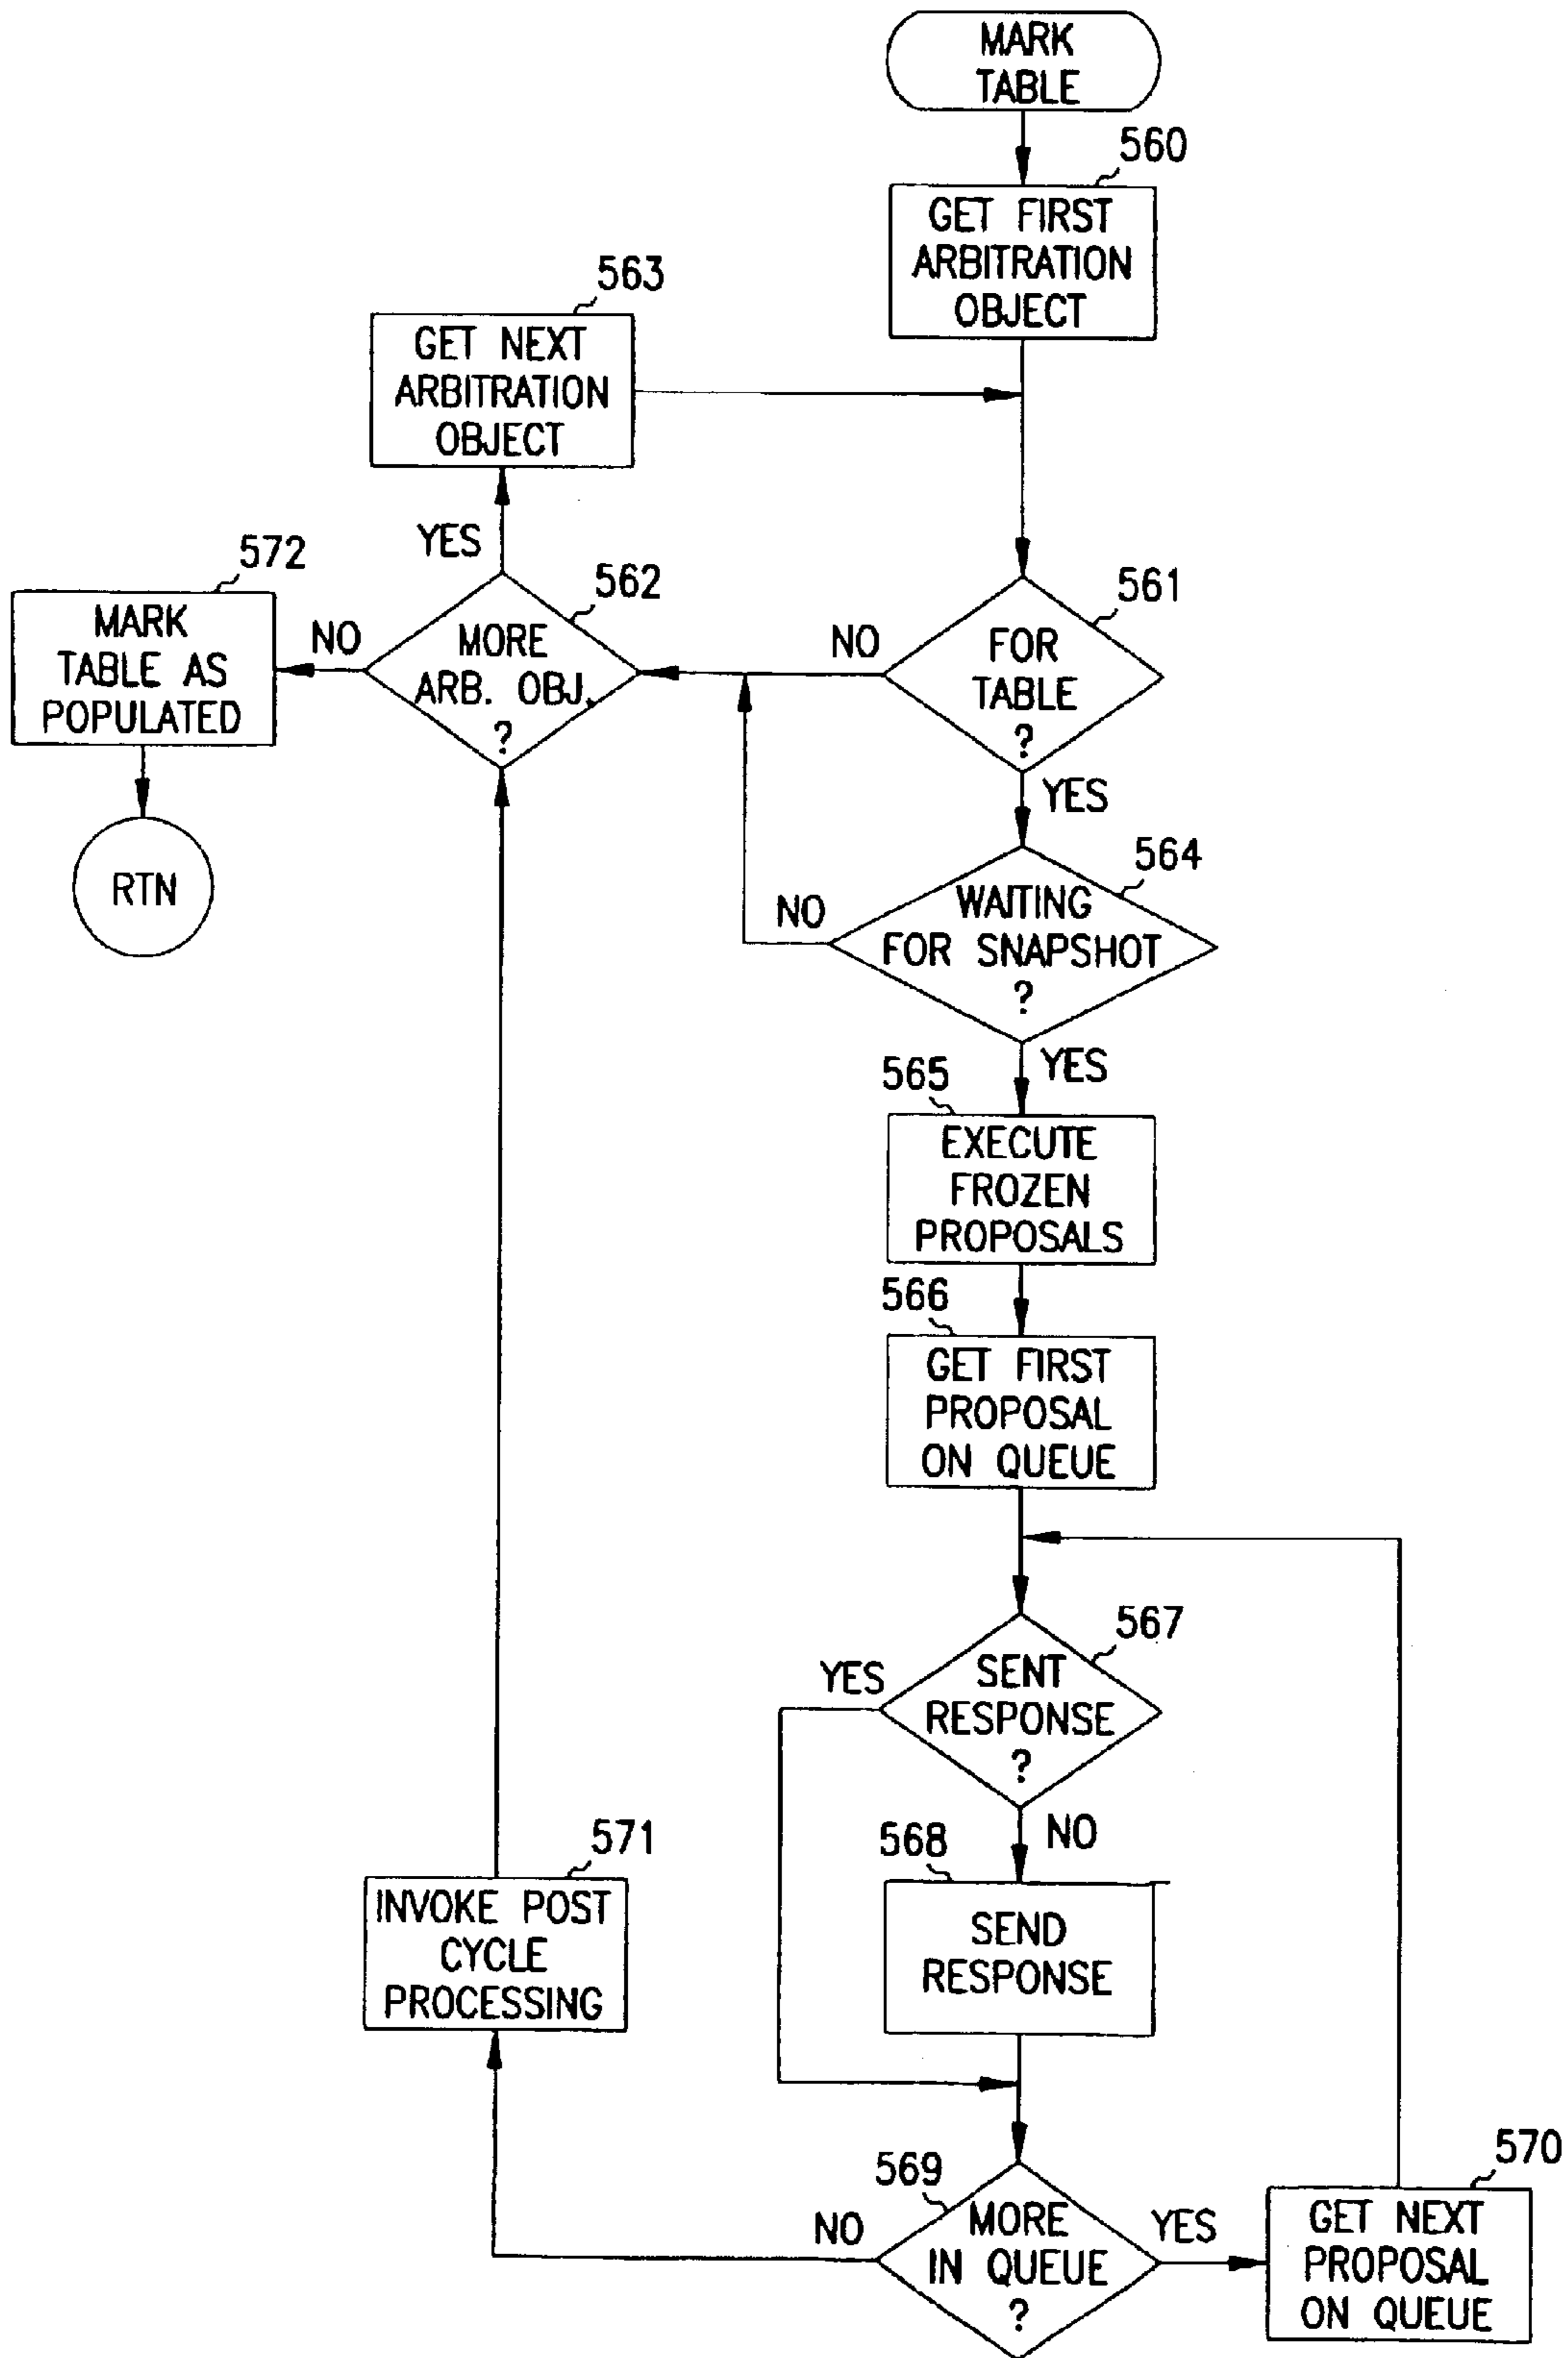 MARK
TABLE
560
GET FIRST
ARBITRATION
OBJECT
563
GET NEXT
ARBITRATION
OBJECT
YES
572
MARK
TABLE AS
POPULATED
NO
562
MORE
ARB. OBJ.
?
NO
561
FOR
TABLE
?
YES
RTN
NO
564
WAITING
FOR SNAPSHOT
?
YES
565
EXECUTE
FROZEN
PROPOSALS
566
GET FIRST
PROPOSAL
ON QUEUE
567
YES
SENT
RESPONSE
?
NO
568
SEND
RESPONSE
571
INVOKE POST
CYCLE
PROCESSING
569
NO
MORE
IN QUEUE
?
YES
570
GET NEXT
PROPOSAL
ON QUEUE